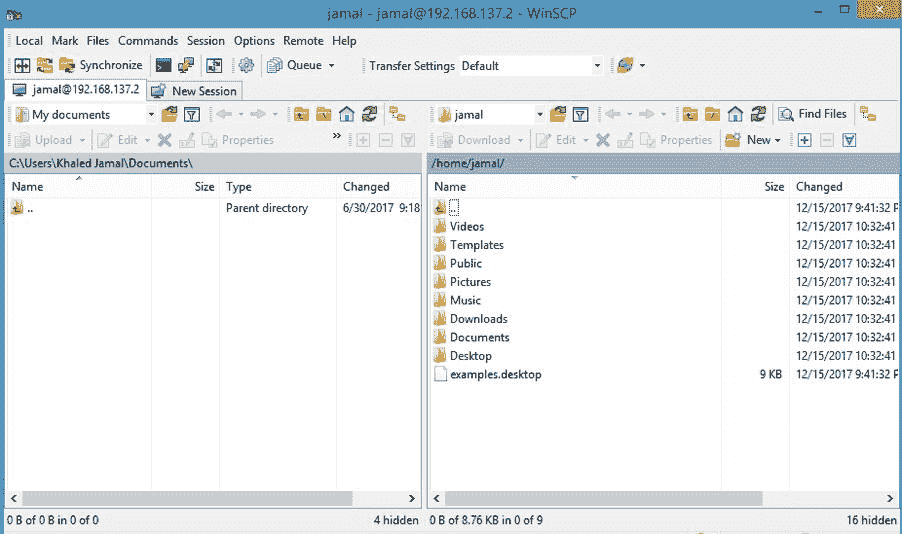 jamal - jamal@192.168.137.2 - WinSCP
Local Mark Files Commands Session Options Remote Help
Synchronize Queue Transfer Settings Default
jamal@192.168.137.2 New Session
My documents jamal Find Files
Upload Edit Properties » Download Edit Properties New
C:\Users\Khaled Jamal\Documents\ /home/jamal/
Name Size Type Changed Name Size Changed
.. Parent directory 6/30/2017 9:18 .. 12/15/2017 9:41:32 P
Videos 12/15/2017 10:32:41
Templates 12/15/2017 10:32:41
Public 12/15/2017 10:32:41
Pictures 12/15/2017 10:32:41
Music 12/15/2017 10:32:41
Downloads 12/15/2017 10:32:41
Documents 12/15/2017 10:32:41
Desktop 12/15/2017 10:32:41
examples.desktop 9 KB 12/15/2017 9:41:32 P
0 B of 0 B in 0 of 0 4 hidden 0 B of 8.76 KB in 0 of 9 16 hidden